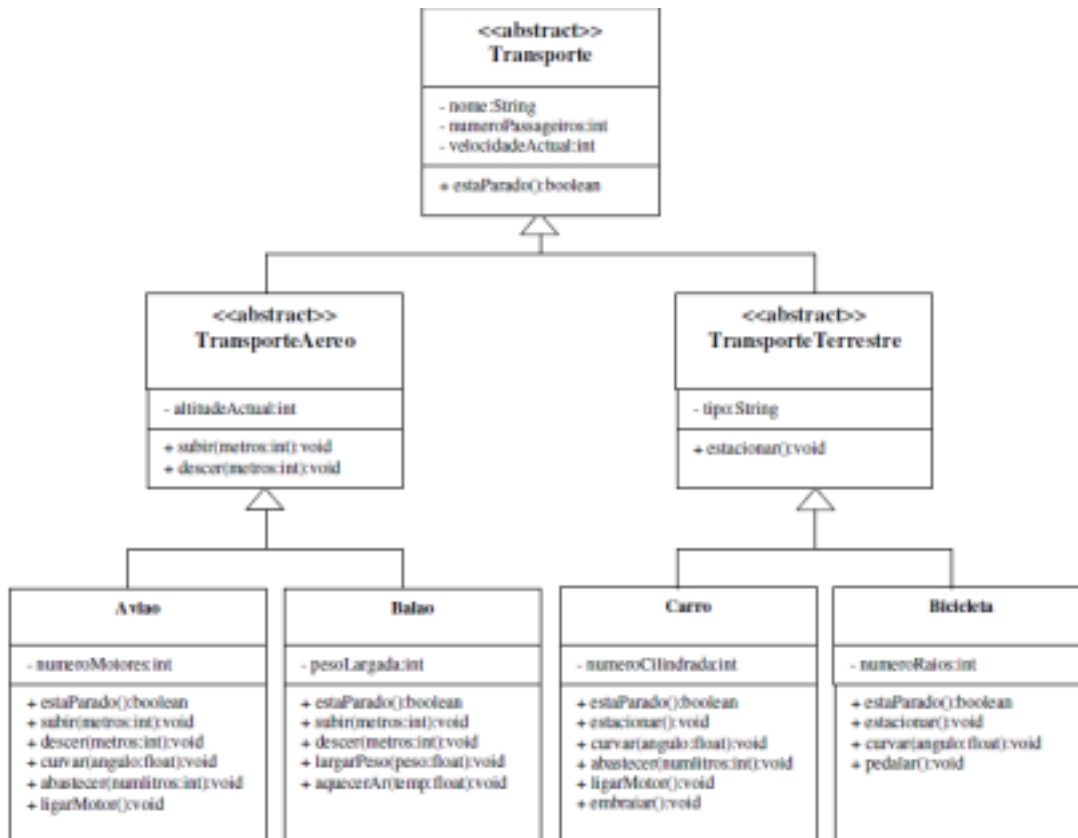 <<abstract>>
Transporte
- nome:String
- numeroPassageiros:int
- velocidadeActual:int
+ estaParado():boolean
<<abstract>>
TransporteAereo
- altitudeActual:int
+ subir(metros:int):void
+ descer(metros:int):void
<<abstract>>
TransporteTerrestre
- tipo:String
+ estacionar():void
Aviao
- numeroMotores:int
+ estaParado():boolean
+ subir(metros:int):void
+ descer(metros:int):void
+ curvar(angulo:float):void
+ abastecer(numlitros:int):void
+ ligarMotor():void
Balao
- pesoLargada:int
+ estaParado():boolean
+ subir(metros:int):void
+ descer(metros:int):void
+ largarPeso(peso:float):void
+ aquecerAr(temp:float):void
Carro
- numeroCilindrada:int
+ estaParado():boolean
+ estacionar():void
+ curvar(angulo:float):void
+ abastecer(numlitros:int):void
+ ligarMotor():void
+ embraiar():void
Bicicleta
- numeroRaios:int
+ estaParado():boolean
+ estacionar():void
+ curvar(angulo:float):void
+ pedalar():void